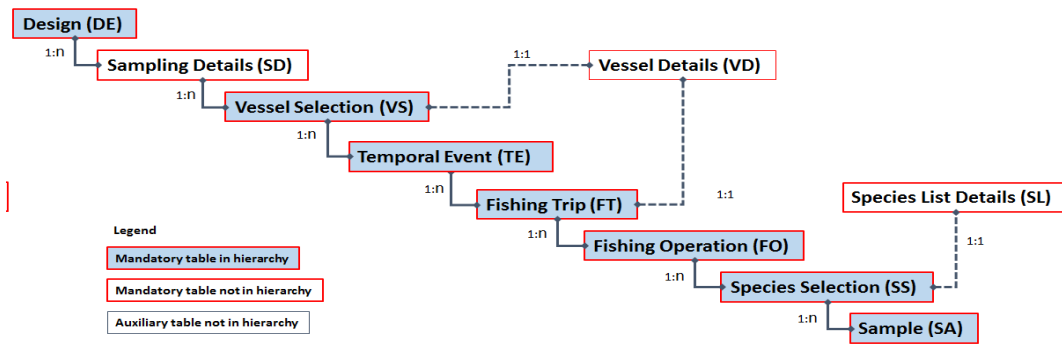 Design (DE)
1:n
Sampling Details (SD)
1:1
Vessel Details (VD)
1:n
Vessel Selection (VS)
1:n
Temporal Event (TE)
1:n
Fishing Trip (FT)
1:1
Species List Details (SL)
1:n
Fishing Operation (FO)
1:1
1:n
Species Selection (SS)
1:n
Sample (SA)
Legend
Mandatory table in hierarchy
Mandatory table not in hierarchy
Auxiliary table not in hierarchy